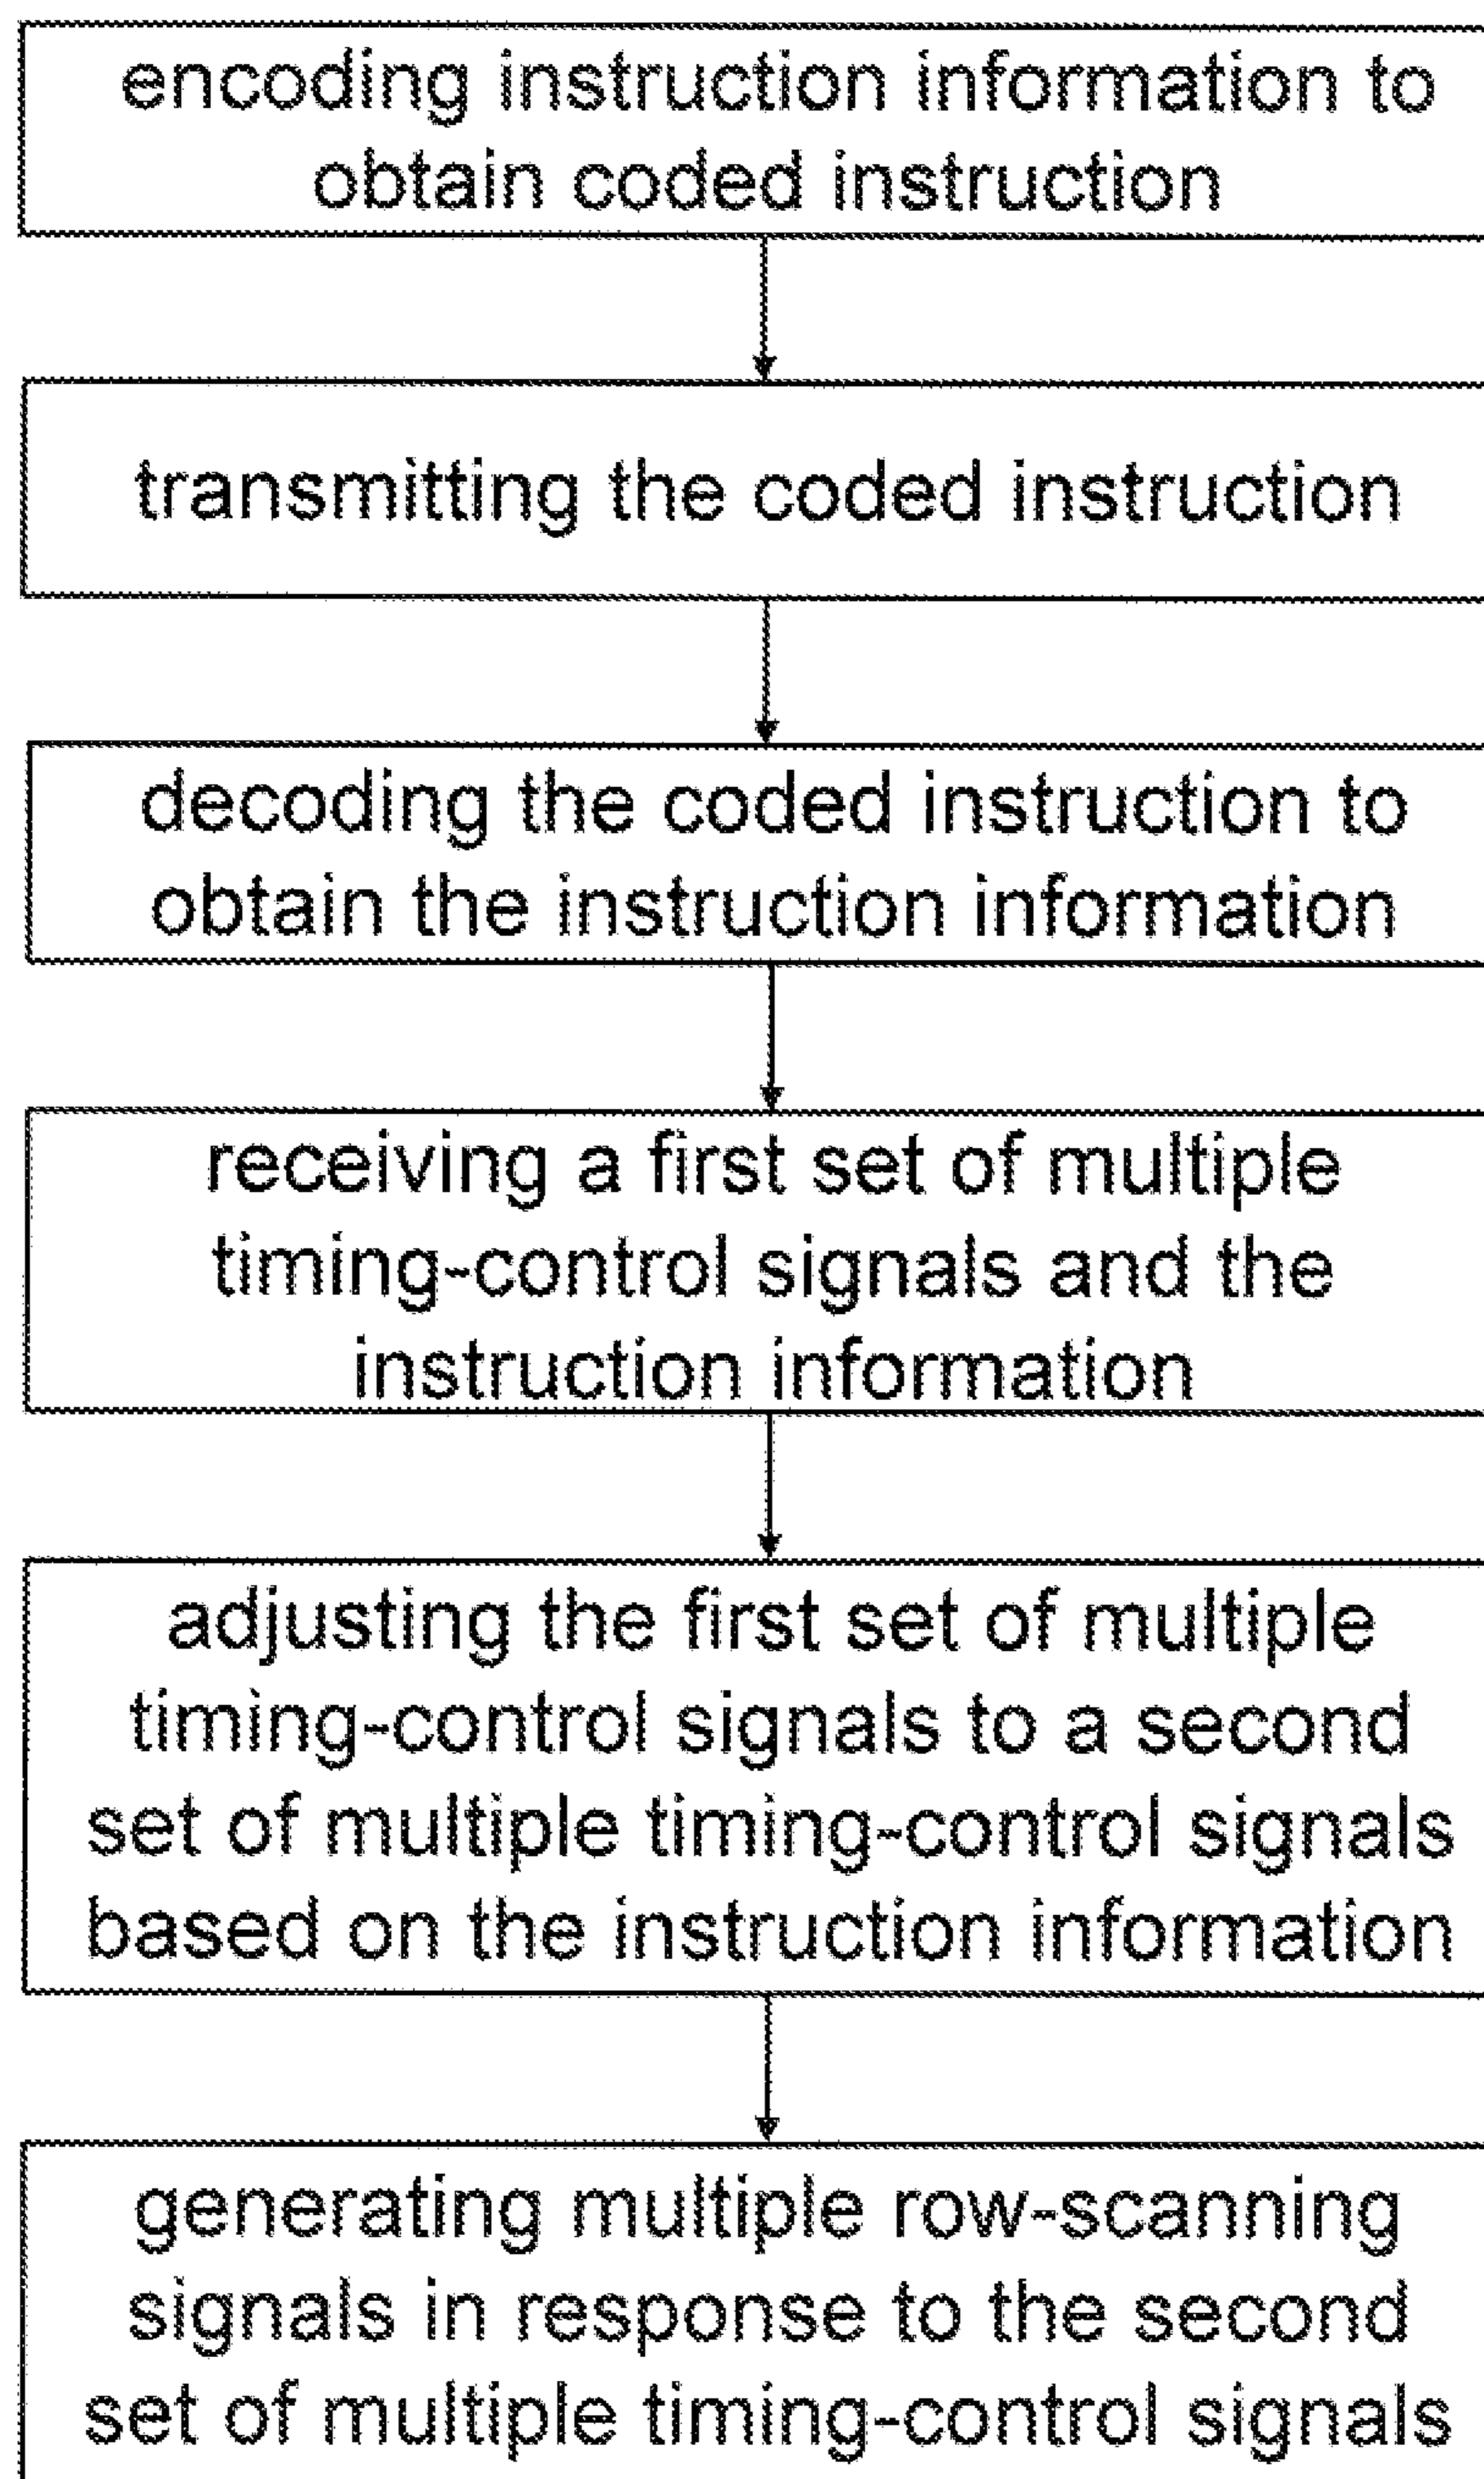 encoding instruction information to
obtain coded instruction
transmitting the coded instruction
decoding the coded instruction to
obtain the instruction information
receiving a first set of multiple
timing-control signals and the
instruction information
adjusting the first set of multiple
timing-control signals to a second
set of multiple timing-control signals
based on the instruction information
generating multiple row-scanning
signals in response to the second
set of multiple timing-control signals